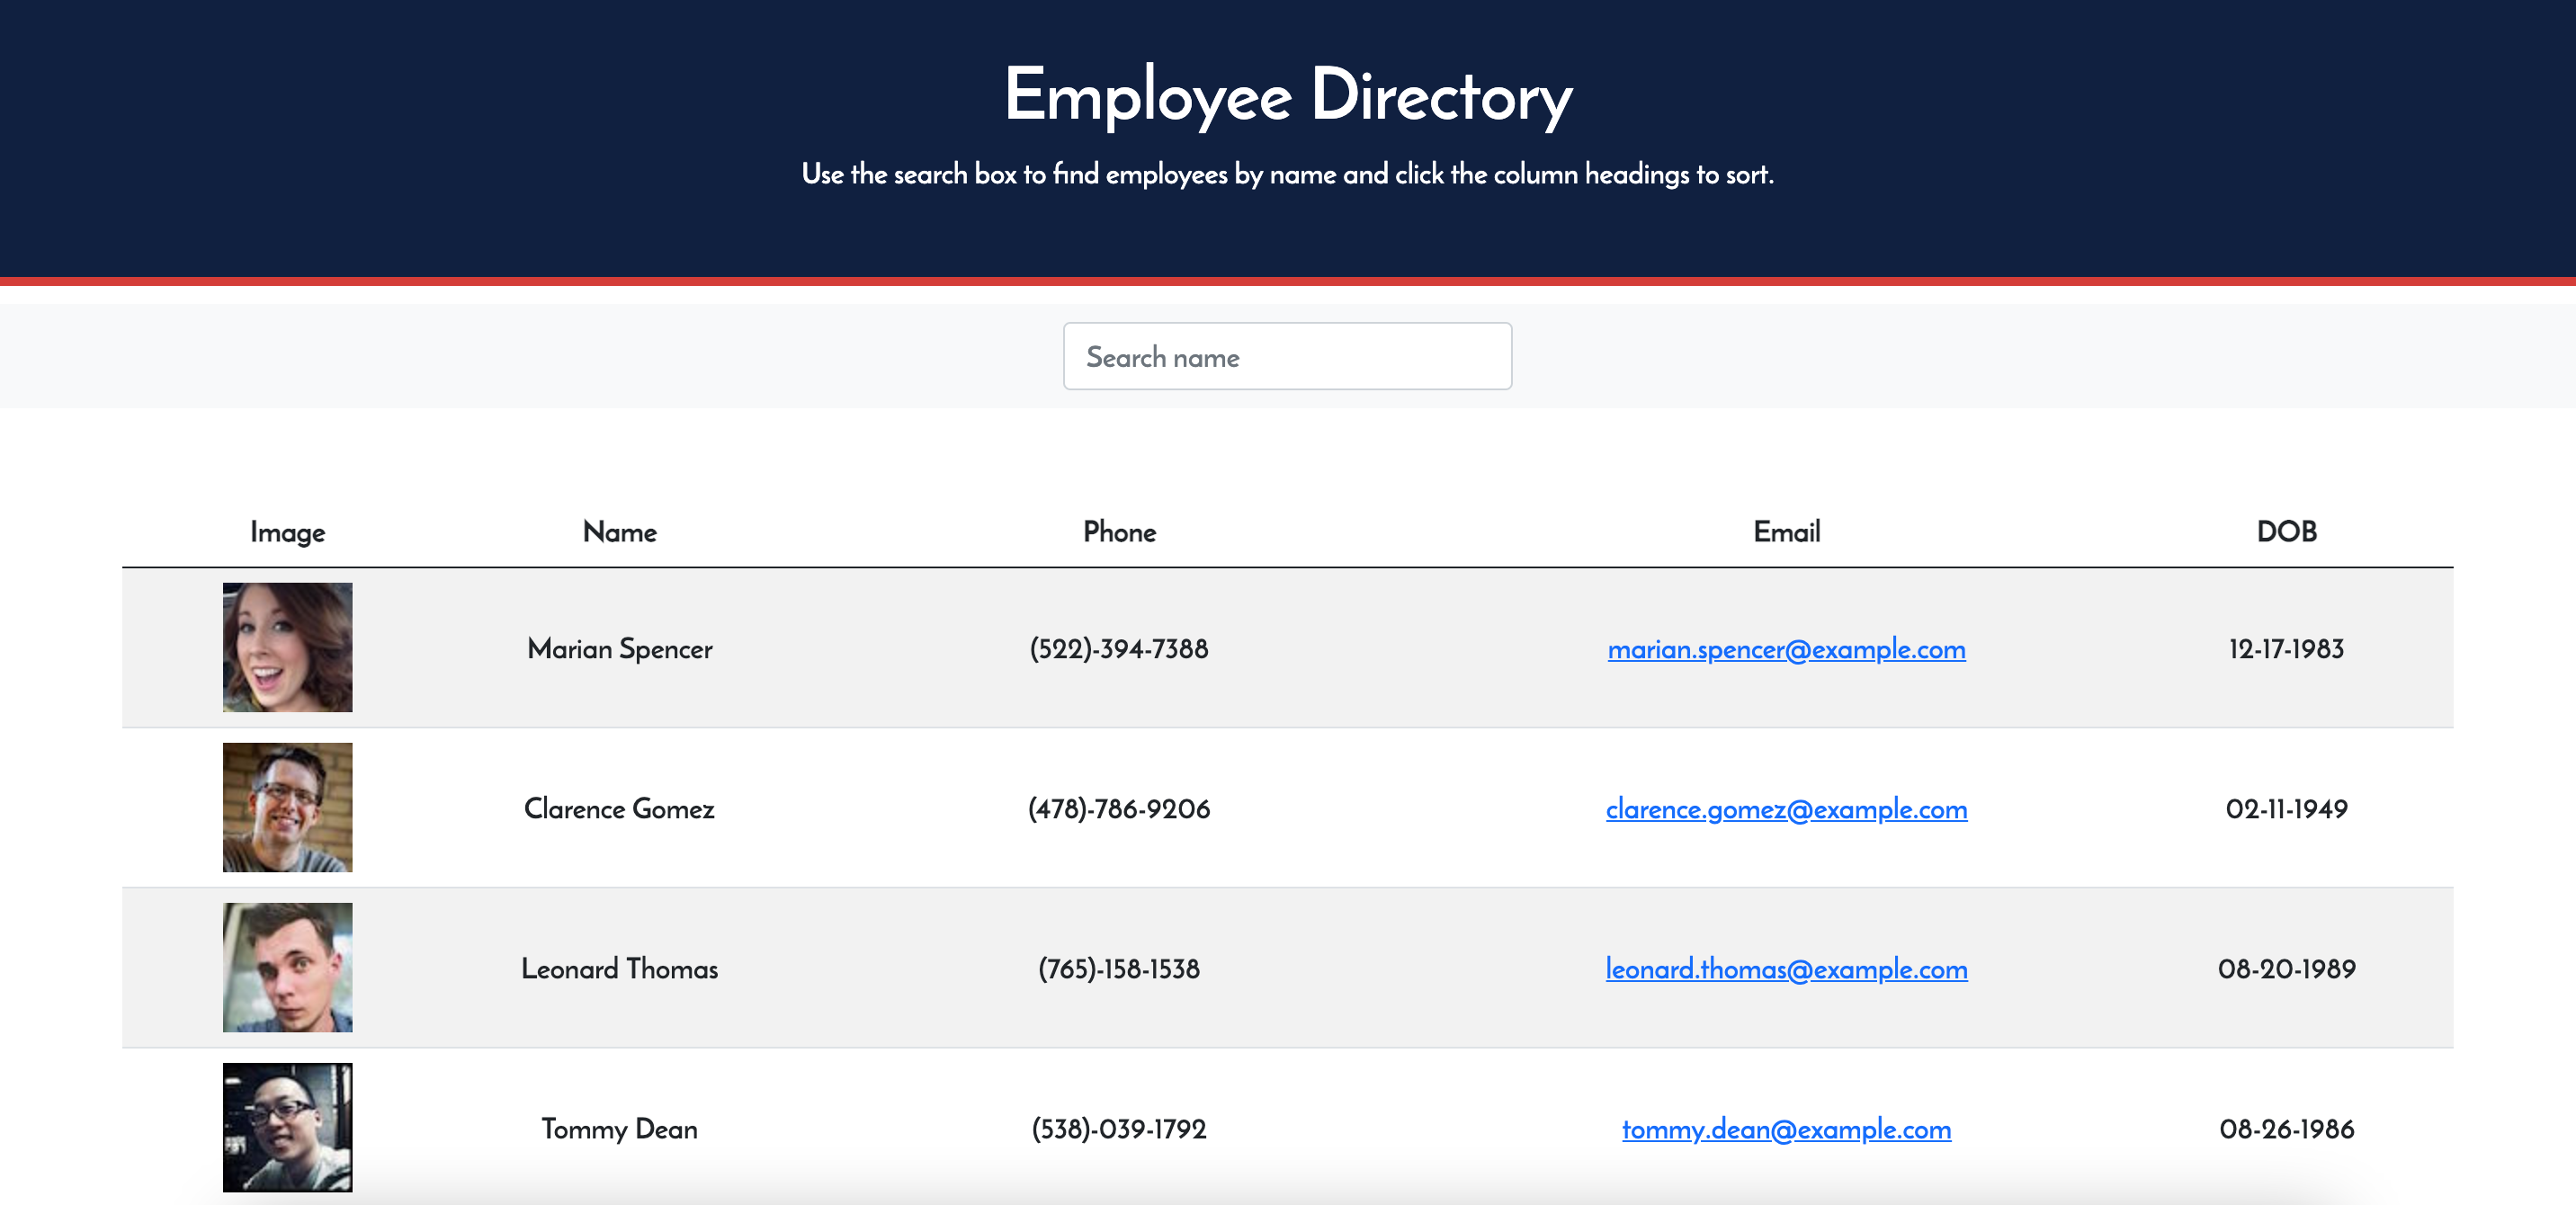 Employee Directory
Use the search box to find employees by name and click the column headings to sort.
Search name
Image Name Phone Email DOB
Marian Spencer (522)-394-7388 marian.spencer@example.com 12-17-1983
Clarence Gomez (478)-786-9206 clarence.gomez@example.com 02-11-1949
Leonard Thomas (765)-158-1538 leonard.thomas@example.com 08-20-1989
Tommy Dean (538)-039-1792 tommy.dean@example.com 08-26-1986